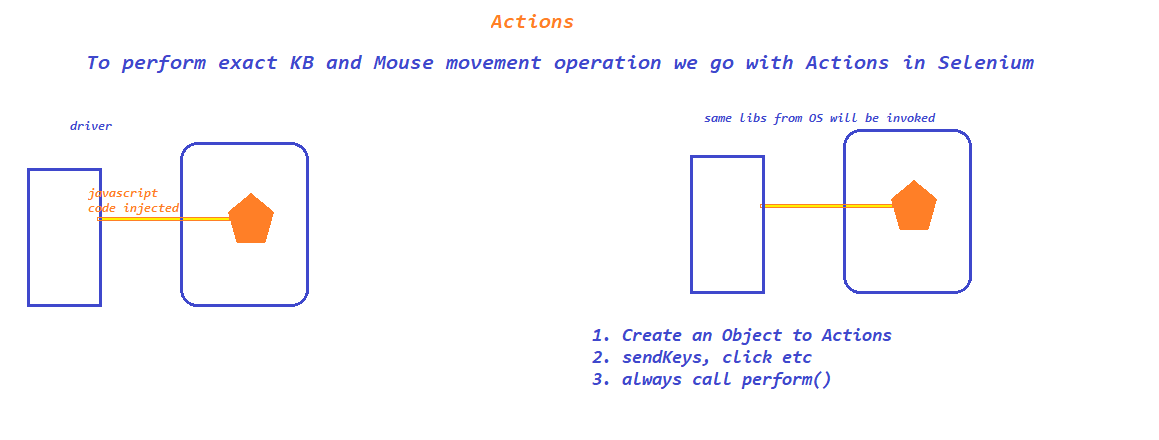 Actions
To perform exact KB and Mouse movement operation we go with Actions in Selenium
driver
javascript
code injected
same libs from OS will be invoked
1. Create an Object to Actions
2. sendKeys, click etc
3. always call perform()